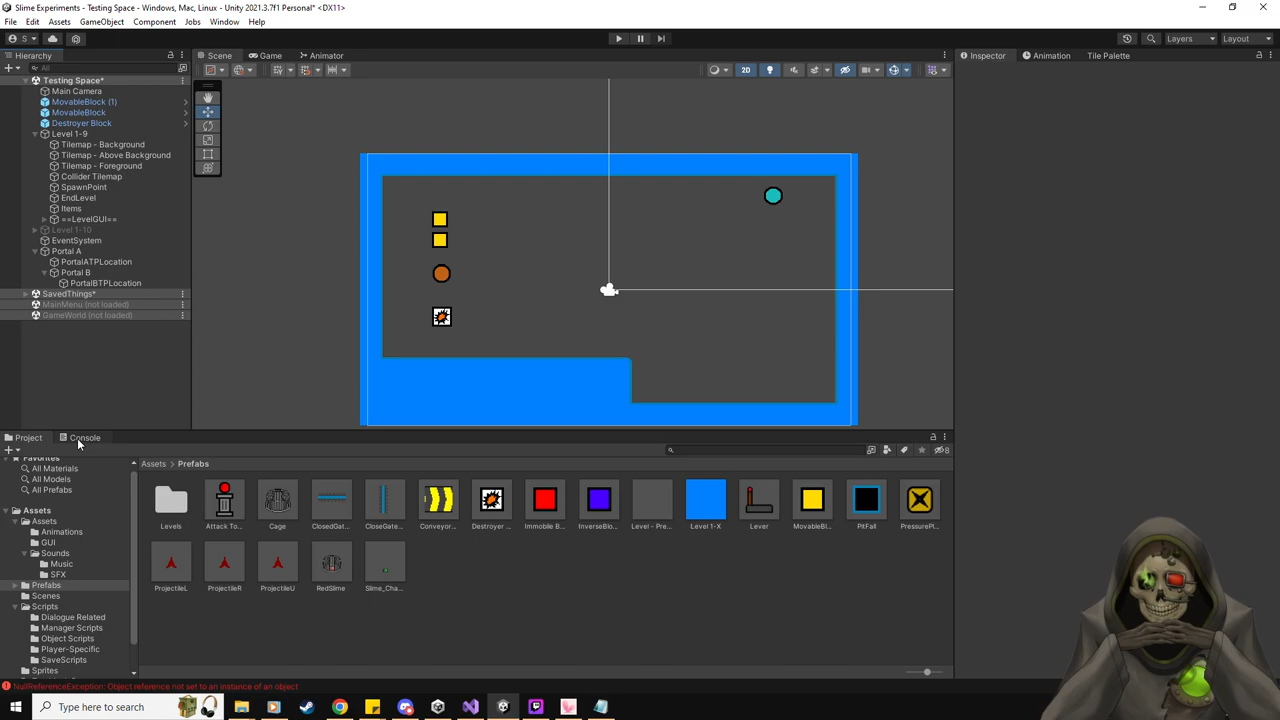 Slime Experiments - Testing Space - Windows, Mac, Linux - Unity 2021.3.7f1 Personal* <DX11>
File Edit Assets GameObject Component Jobs Window Help
S Layers Layout
Hierarchy Scene Game Animator Inspector Animation Tile Palette
All 2D
Testing Space*
Main Camera
MovableBlock (1)
MovableBlock
Destroyer Block
Level 1-9
Tilemap - Background
Tilemap - Above Background
Tilemap - Foreground
Collider Tilemap
SpawnPoint
EndLevel
Items
==LevelGUI==
Level 1-10
EventSystem
Portal A
PortalATPLocation
Portal B
PortalBTPLocation
SavedThings*
MainMenu (not loaded)
GameWorld (not loaded)
Project Console
8
Favorites
All Materials
All Models
All Prefabs
Assets
Assets
Animations
GUI
Sounds
Music
SFX
Prefabs
Scenes
Scripts
Dialogue Related
Manager Scripts
Object Scripts
Player-Specific
SaveScripts
Sprites
Assets > Prefabs
Levels Attack To... Cage ClosedGat... CloseGate... Conveyor... Destroyer ... Immobile B... InverseBlo... Level - Pre... Level 1-X Lever MovableBl... PitFall PressurePl...
ProjectileL ProjectileR ProjectileU RedSlime Slime_Cha...
NullReferenceException: Object reference not set to an instance of an object
Type here to search